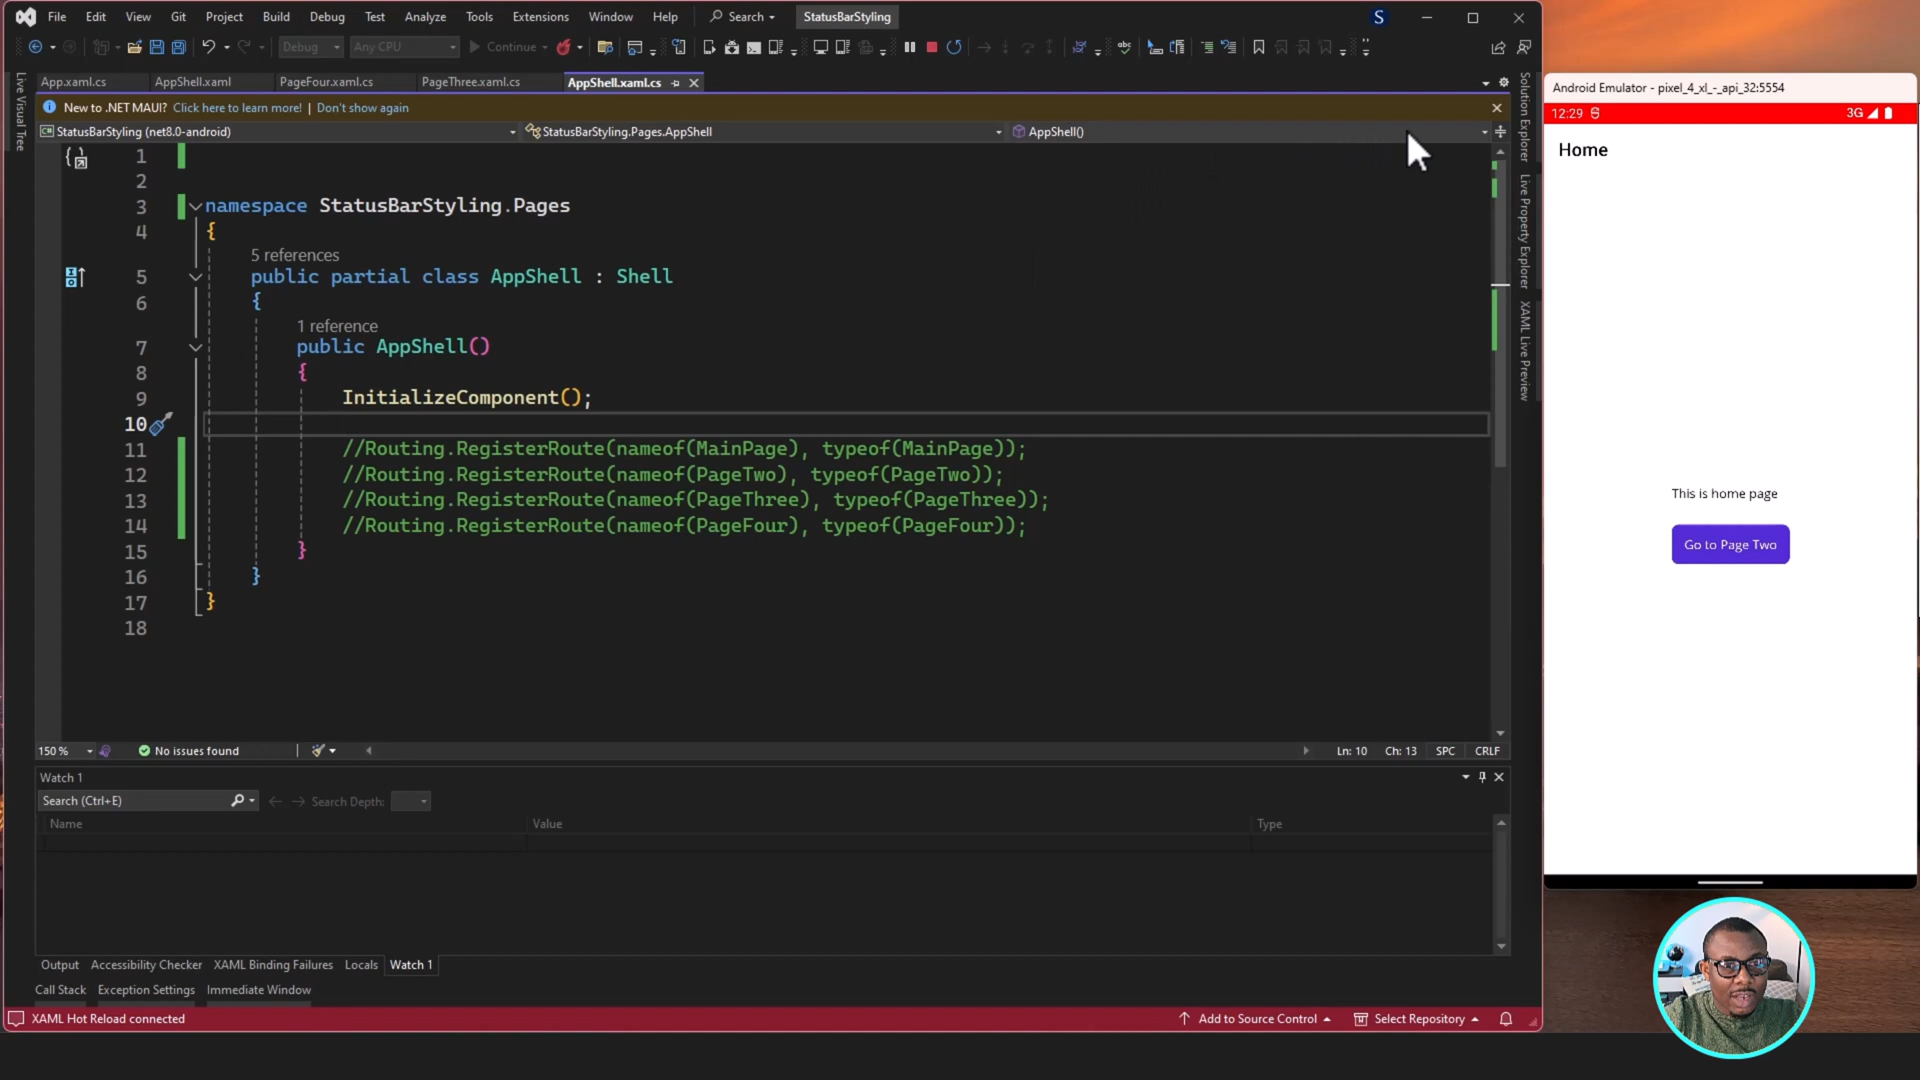 File Edit View Git Project Build Debug Test Analyze Tools Extensions Window Help Search StatusBarStyling S
Debug Any CPU Continue
App.xaml.cs AppShell.xaml PageFour.xaml.cs PageThree.xaml.cs AppShell.xaml.cs
New to .NET MAUI? Click here to learn more! | Don't show again
StatusBarStyling (net8.0-android) StatusBarStyling.Pages.AppShell AppShell()
1
2
3 namespace StatusBarStyling.Pages
4 {
5 references
5 public partial class AppShell : Shell
6 {
1 reference
7 public AppShell()
8 {
9 InitializeComponent();
10
11 //Routing.RegisterRoute(nameof(MainPage), typeof(MainPage));
12 //Routing.RegisterRoute(nameof(PageTwo), typeof(PageTwo));
13 //Routing.RegisterRoute(nameof(PageThree), typeof(PageThree));
14 //Routing.RegisterRoute(nameof(PageFour), typeof(PageFour));
15 }
16 }
17 }
18
150 % No issues found Ln: 10 Ch: 13 SPC CRLF
Watch 1
Search (Ctrl+E) Search Depth:
Name Value Type
Output Accessibility Checker XAML Binding Failures Locals Watch 1
Call Stack Exception Settings Immediate Window
XAML Hot Reload connected Add to Source Control Select Repository
Live Visual Tree
Solution Explorer
Live Property Explorer
XAML Live Preview
Android Emulator - pixel_4_xl_-_api_32:5554
12:29 3G
Home
This is home page
Go to Page Two